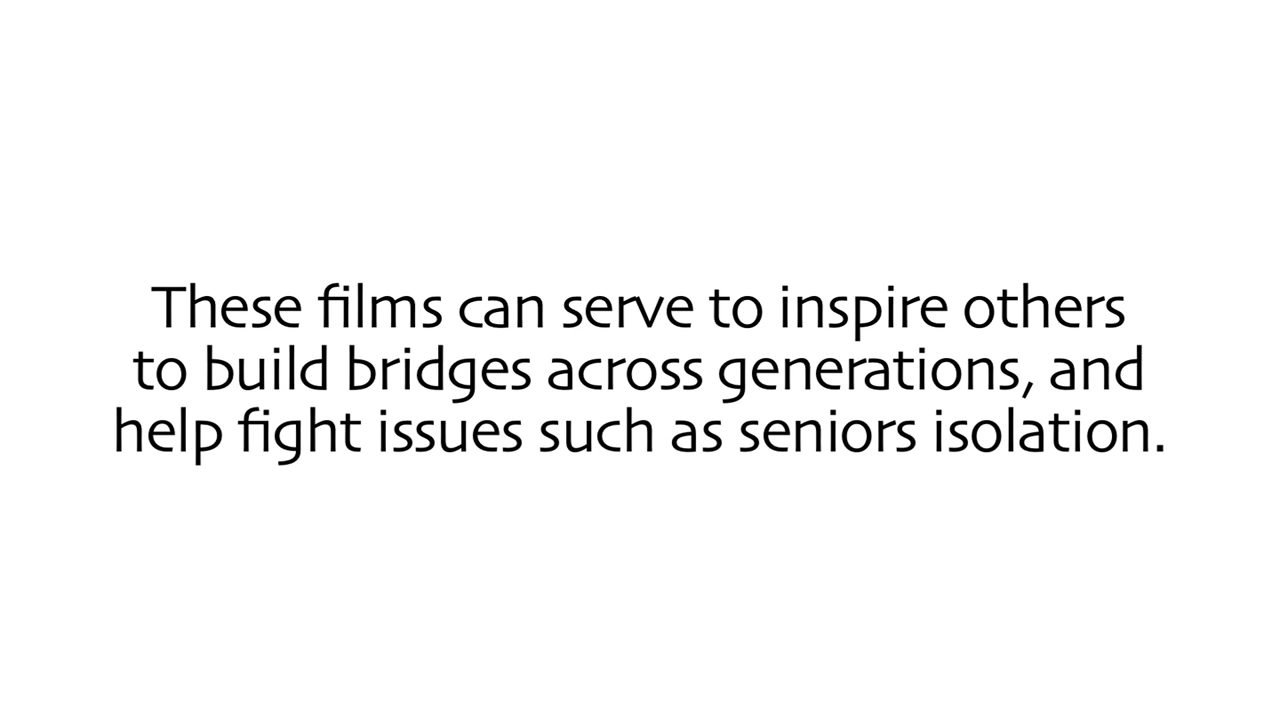 These films can serve to inspire others
to build bridges across generations, and
help fight issues such as seniors isolation.